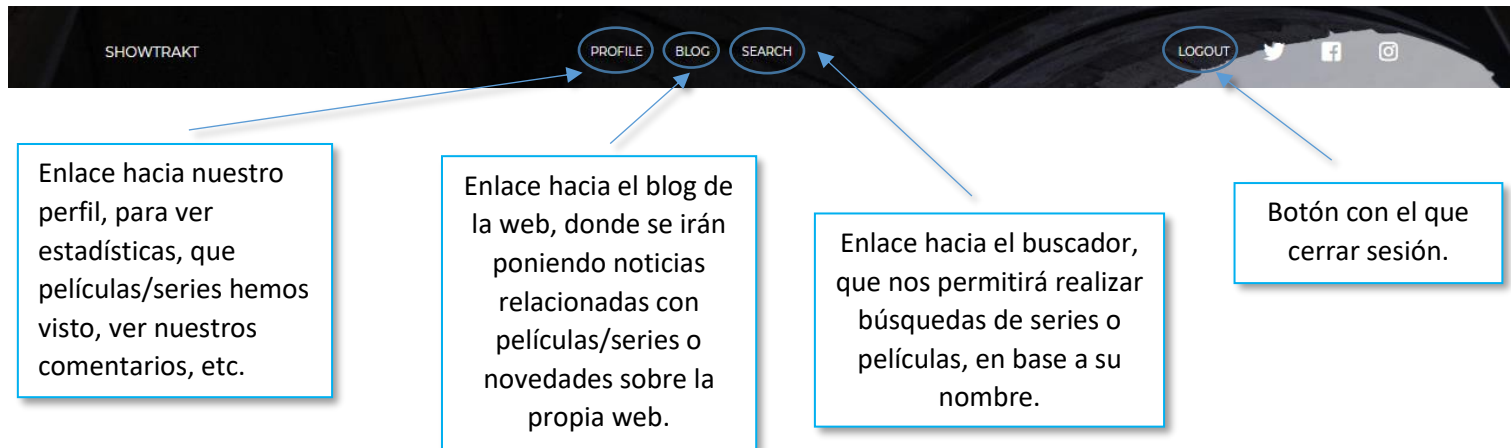 SHOWTRAKT
PROFILE
BLOG
SEARCH
LOGOUT
Enlace hacia nuestro
perfil, para ver
estadísticas, que
películas/series hemos
visto, ver nuestros
comentarios, etc.
Enlace hacia el blog de
la web, donde se irán
poniendo noticias
relacionadas con
películas/series o
novedades sobre la
propia web.
Enlace hacia el buscador,
que nos permitirá realizar
búsquedas de series o
películas, en base a su
nombre.
Botón con el que
cerrar sesión.